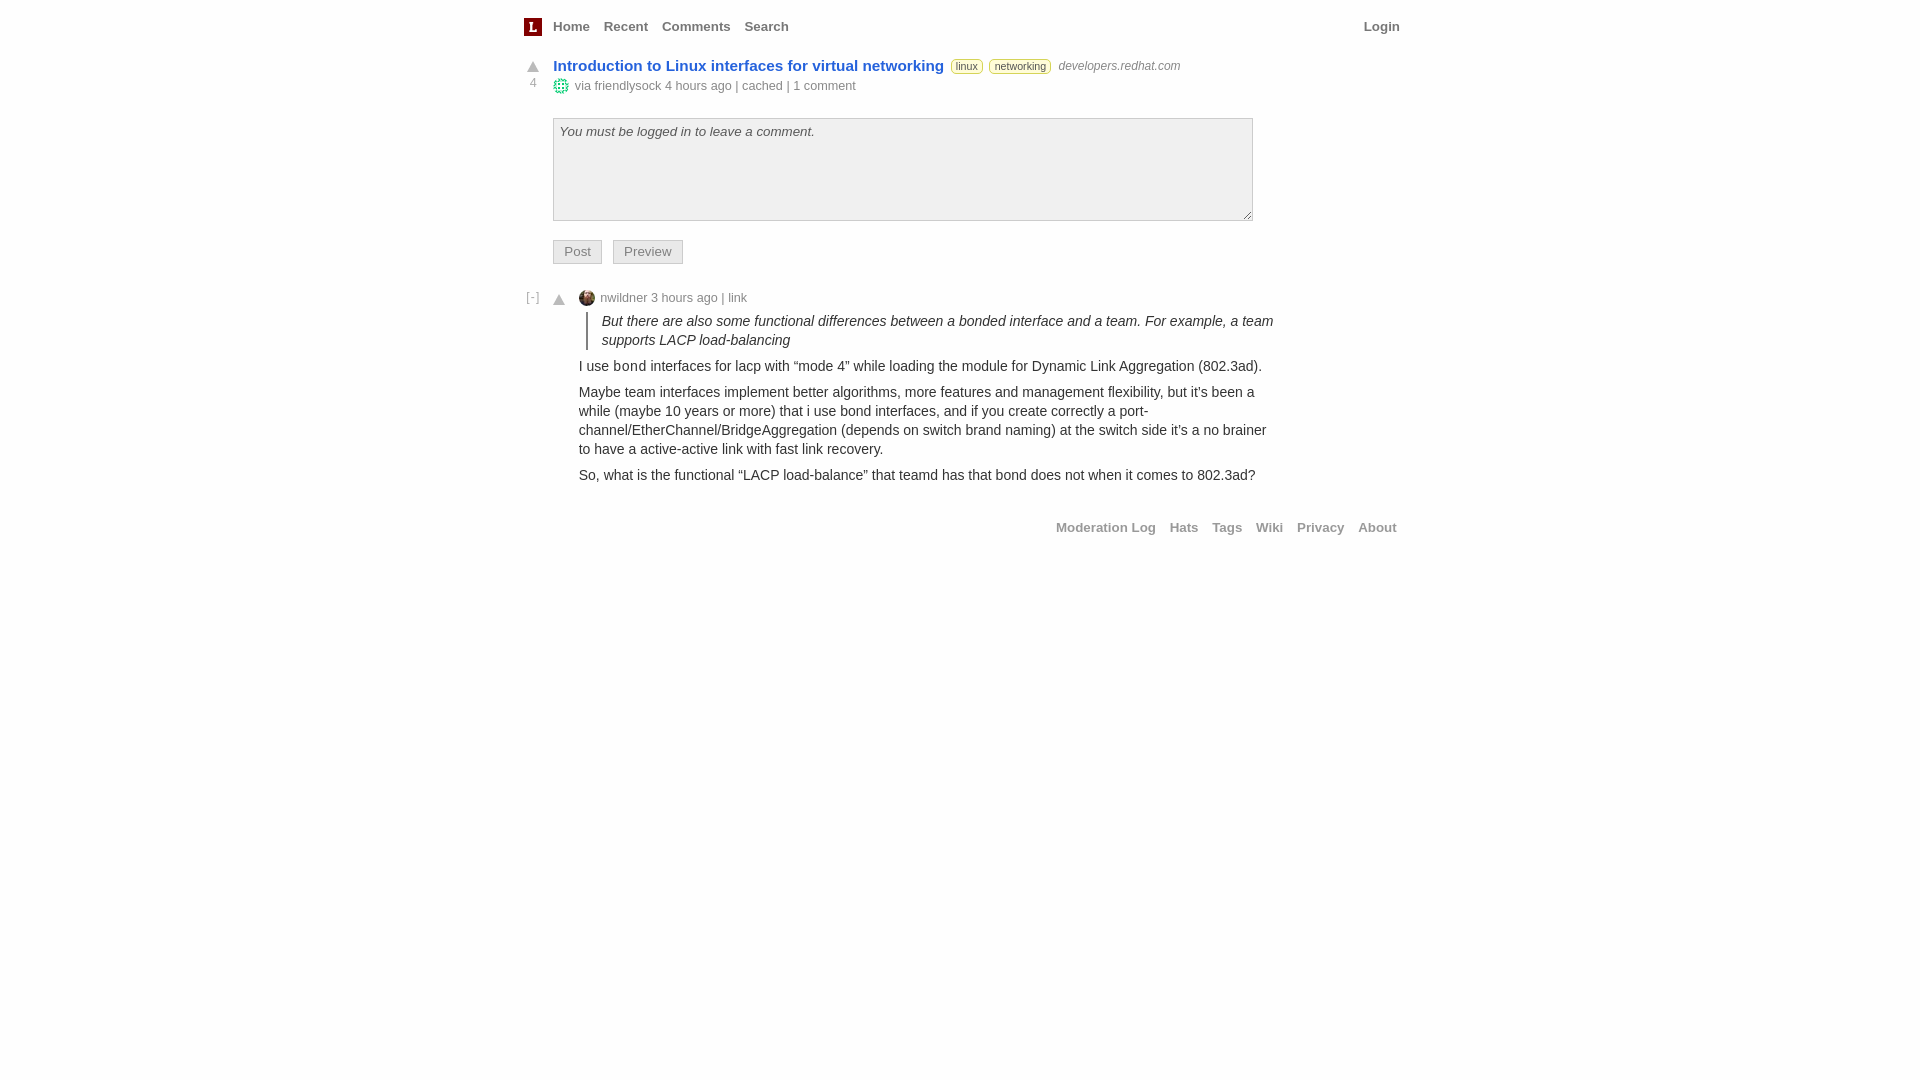 L Home Recent Comments Search Login
Introduction to Linux interfaces for virtual networking linux networking developers.redhat.com
4
via friendlysock 4 hours ago | cached | 1 comment
You must be logged in to leave a comment.
Post Preview
[-] nwildner 3 hours ago | link
But there are also some functional differences between a bonded interface and a team. For example, a team
supports LACP load-balancing
I use bond interfaces for lacp with “mode 4” while loading the module for Dynamic Link Aggregation (802.3ad).
Maybe team interfaces implement better algorithms, more features and management flexibility, but it’s been a
while (maybe 10 years or more) that i use bond interfaces, and if you create correctly a port-
channel/EtherChannel/BridgeAggregation (depends on switch brand naming) at the switch side it’s a no brainer
to have a active-active link with fast link recovery.
So, what is the functional “LACP load-balance” that teamd has that bond does not when it comes to 802.3ad?
Moderation Log Hats Tags Wiki Privacy About